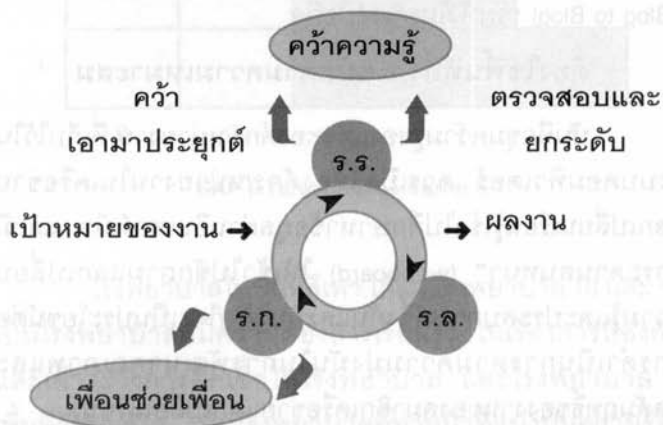 คว้าความรู้
คว้า
เอามาประยุกต์
ตรวจสอบและ
ยกระดับ
ร.ร.
เป้าหมายของงาน
ผลงาน
ร.ก.
ร.ล.
เพื่อนช่วยเพื่อน